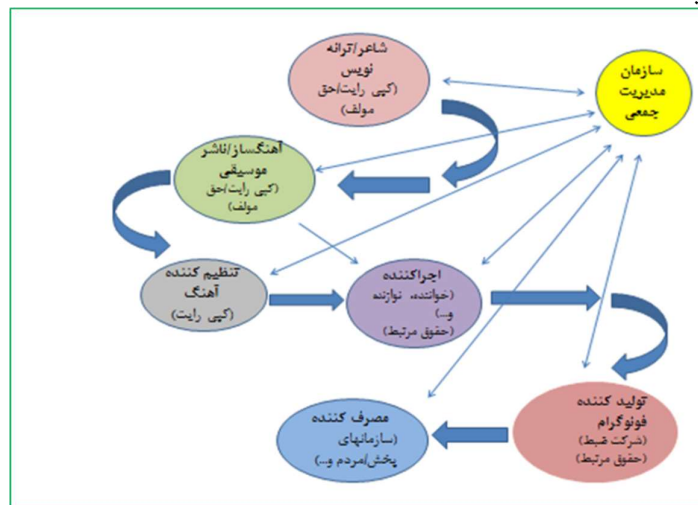 شاعر/ترانه
نویس
(کپی رایت/حق
مولف)
سازمان
مدیریت
جمعی
آهنگساز/ناشر
موسیقی
(کپی رایت/حق
مولف)
تنظیم کننده
آهنگ
(کپی رایت)
اجراکننده
(خواننده، نوازنده
و...)
(حقوق مرتبط)
تولید کننده
فونوگرام
(شرکت ضبط)
(حقوق مرتبط)
مصرف کننده
(سازمانهای
پخش/مردم و...)